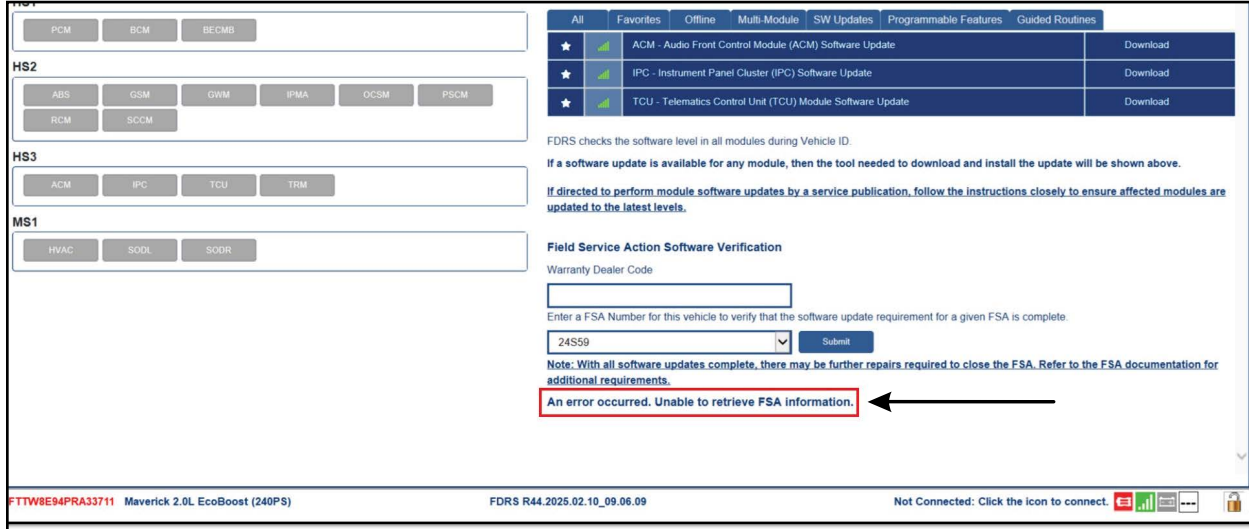 HS1
PCM BCM BECMB
HS2
ABS GSM GWM IPMA OCSM PSCM
RCM SCCM
HS3
ACM IPC TCU TRM
MS1
HVAC SODL SODR
All Favorites Offline Multi-Module SW Updates Programmable Features Guided Routines
ACM - Audio Front Control Module (ACM) Software Update Download
IPC - Instrument Panel Cluster (IPC) Software Update Download
TCU - Telematics Control Unit (TCU) Module Software Update Download
FDRS checks the software level in all modules during Vehicle ID.
If a software update is available for any module, then the tool needed to download and install the update will be shown above.
If directed to perform module software updates by a service publication, follow the instructions closely to ensure affected modules are
updated to the latest levels.
Field Service Action Software Verification
Warranty Dealer Code
Enter a FSA Number for this vehicle to verify that the software update requirement for a given FSA is complete.
24S59 Submit
Note: With all software updates complete, there may be further repairs required to close the FSA. Refer to the FSA documentation for
additional requirements.
An error occurred. Unable to retrieve FSA information.
FTTW8E94PRA33711 Maverick 2.0L EcoBoost (240PS) FDRS R44.2025.02.10_09.06.09 Not Connected: Click the icon to connect. ---